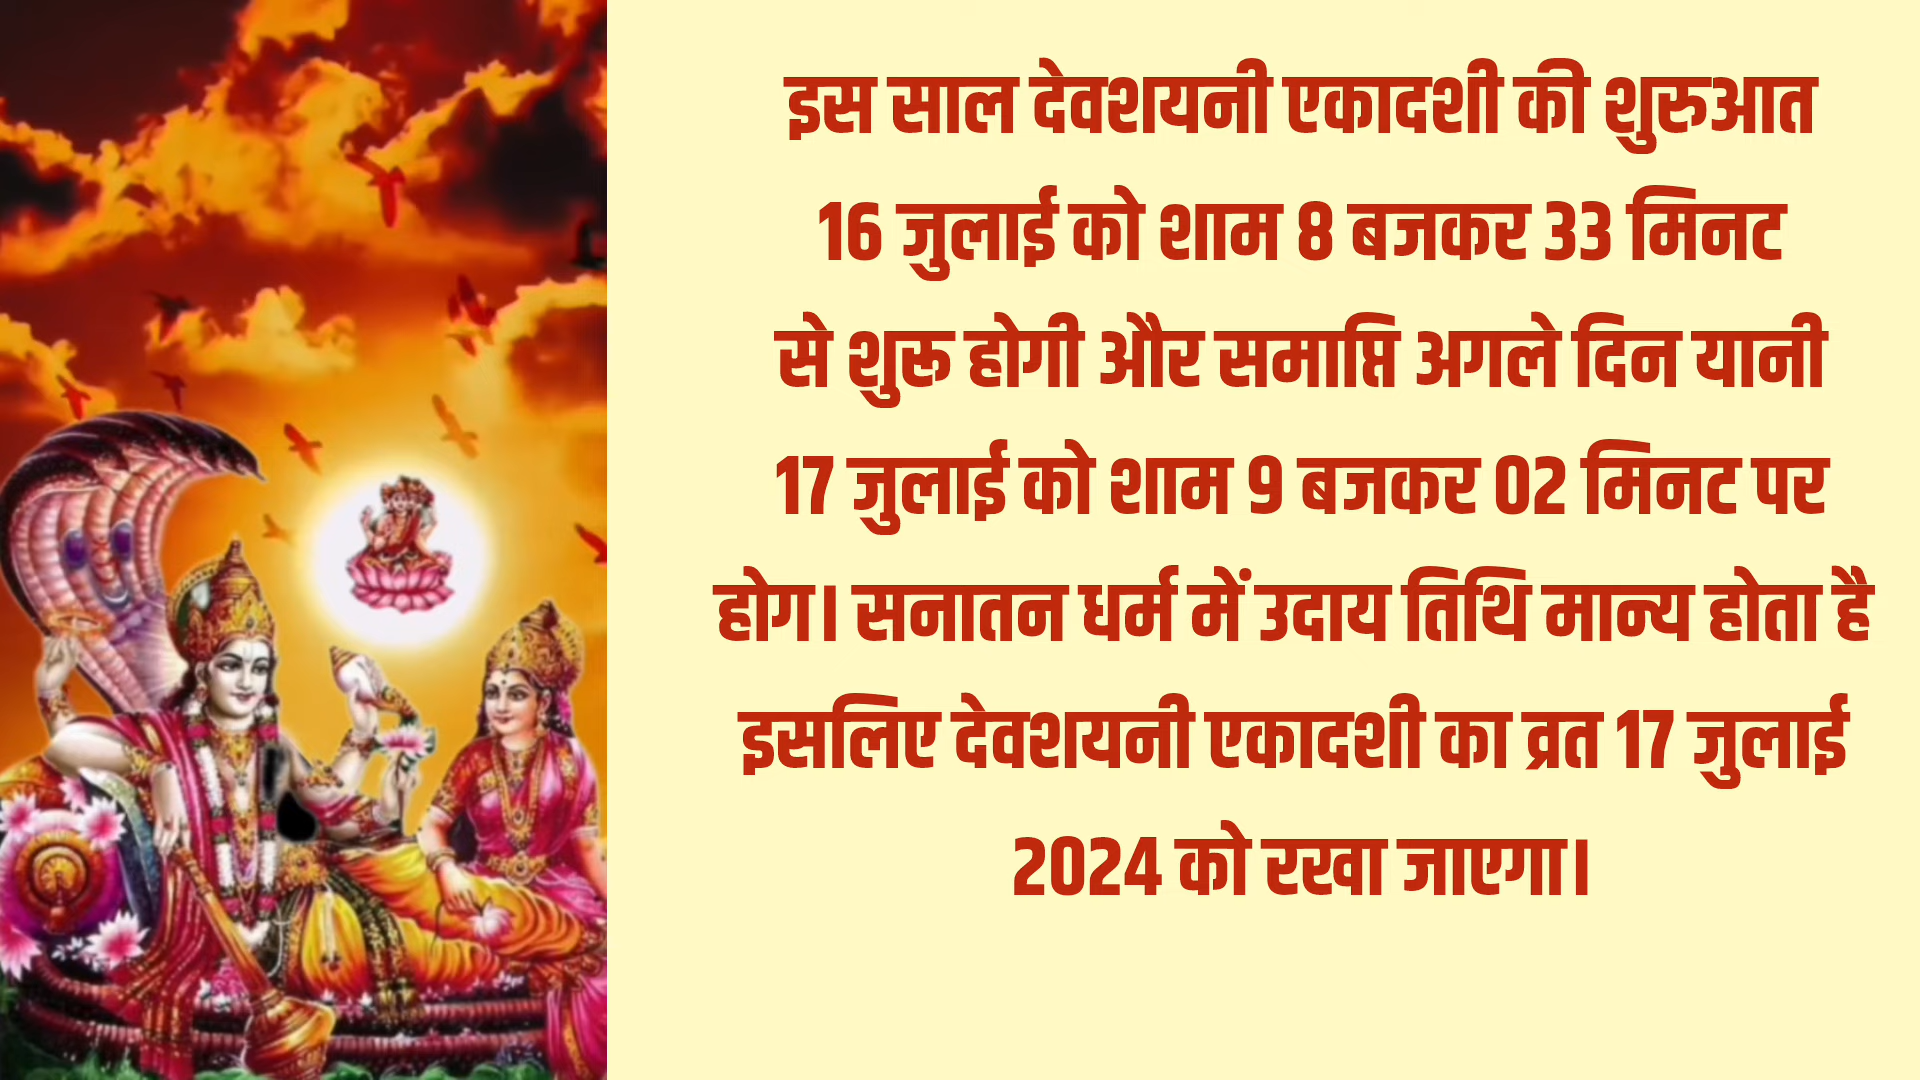 इस साल देवशयनी एकादशी की शुरुआत
16 जुलाई को शाम 8 बजकर 33 मिनट
से शुरू होगी और समाप्ति अगले दिन यानी
17 जुलाई को शाम 9 बजकर 02 मिनट पर
होग। सनातन धर्म में उदाय तिथि मान्य होता है
इसलिए देवशयनी एकादशी का व्रत 17 जुलाई
2024 को रखा जाएगा।